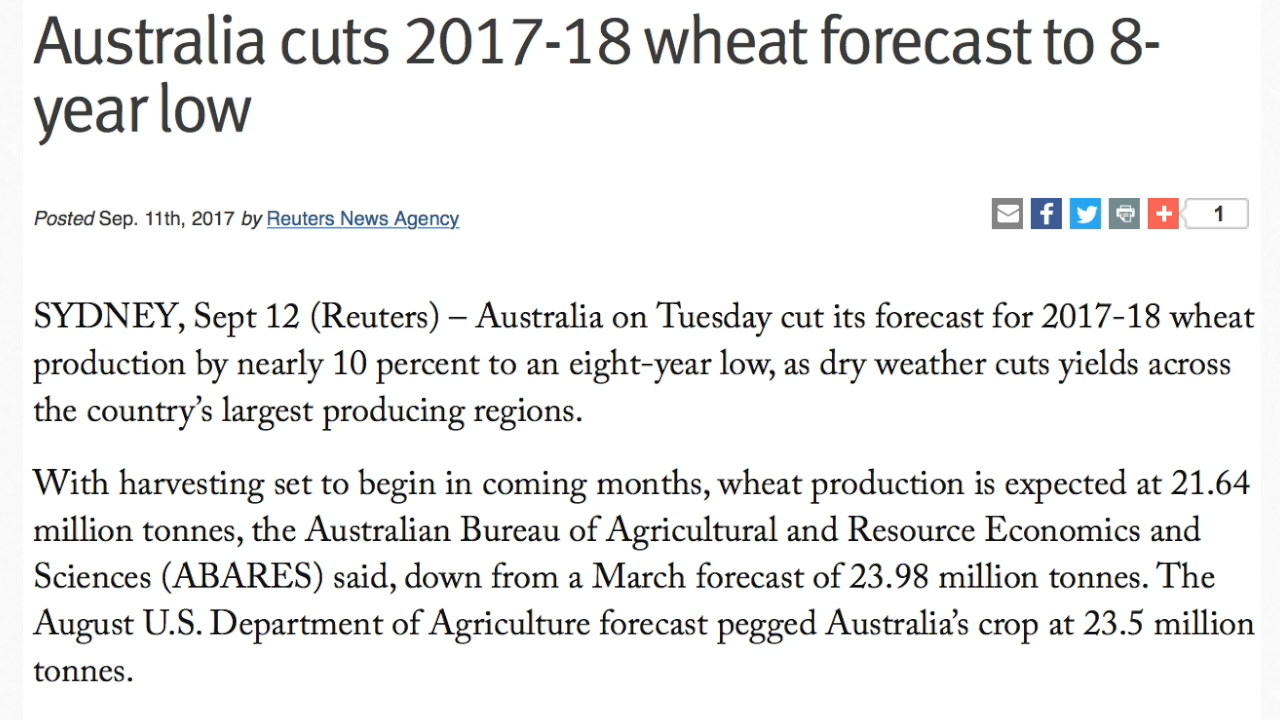 Australia cuts 2017-18 wheat forecast to 8-
year low
Posted Sep. 11th, 2017 by Reuters News Agency
1
SYDNEY, Sept 12 (Reuters) – Australia on Tuesday cut its forecast for 2017-18 wheat
production by nearly 10 percent to an eight-year low, as dry weather cuts yields across
the country’s largest producing regions.
With harvesting set to begin in coming months, wheat production is expected at 21.64
million tonnes, the Australian Bureau of Agricultural and Resource Economics and
Sciences (ABARES) said, down from a March forecast of 23.98 million tonnes. The
August U.S. Department of Agriculture forecast pegged Australia’s crop at 23.5 million
tonnes.